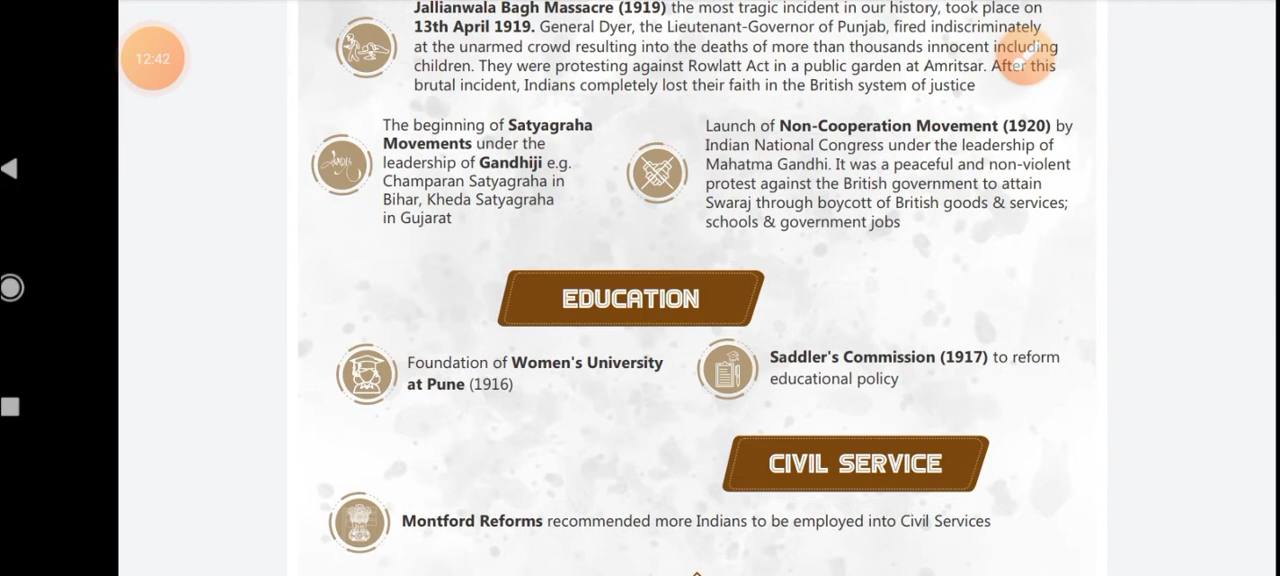 Jallianwala Bagh Massacre (1919) the most tragic incident in our history, took place on
13th April 1919. General Dyer, the Lieutenant-Governor of Punjab, fired indiscriminately
at the unarmed crowd resulting into the deaths of more than thousands innocent including
children. They were protesting against Rowlatt Act in a public garden at Amritsar. After this
brutal incident, Indians completely lost their faith in the British system of justice
12:42
The beginning of Satyagraha
Movements under the
leadership of Gandhiji e.g.
Champaran Satyagraha in
Bihar, Kheda Satyagraha
in Gujarat
Launch of Non-Cooperation Movement (1920) by
Indian National Congress under the leadership of
Mahatma Gandhi. It was a peaceful and non-violent
protest against the British government to attain
Swaraj through boycott of British goods & services;
schools & government jobs
EDUCATION
Foundation of Women's University
at Pune (1916)
Saddler's Commission (1917) to reform
educational policy
CIVIL SERVICE
Montford Reforms recommended more Indians to be employed into Civil Services